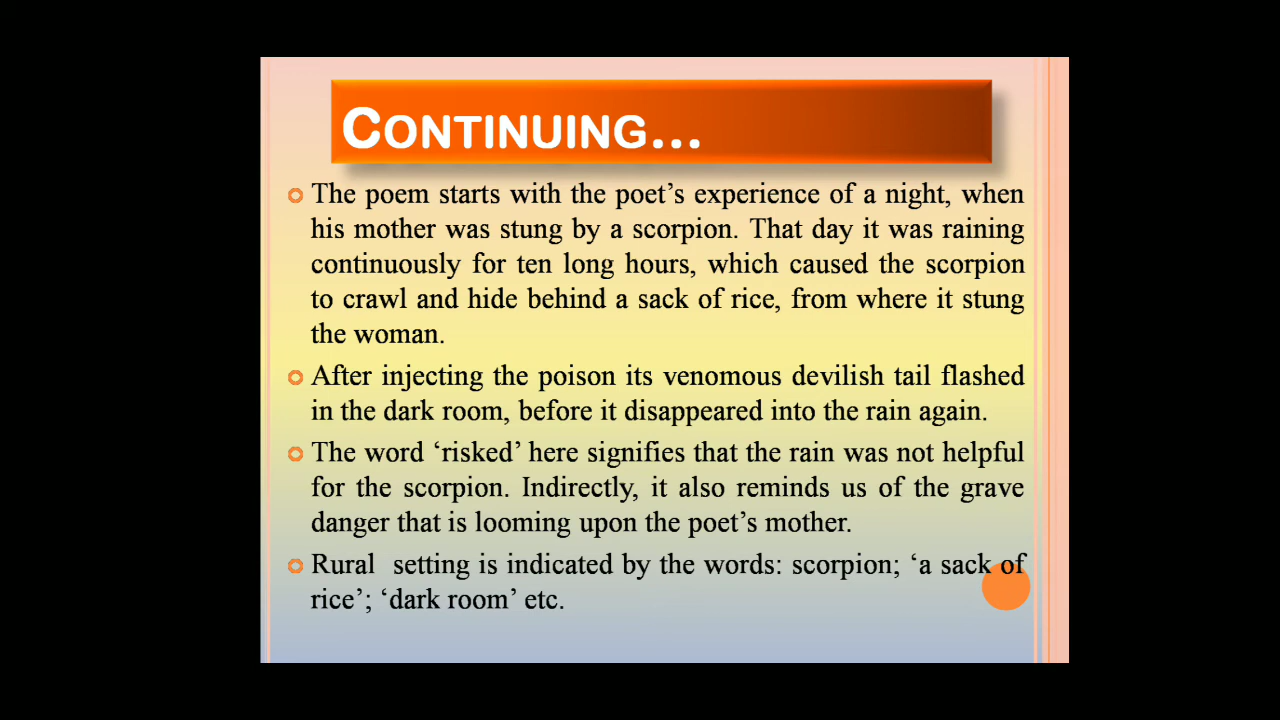 CONTINUING...
The poem starts with the poet’s experience of a night, when
his mother was stung by a scorpion. That day it was raining
continuously for ten long hours, which caused the scorpion
to crawl and hide behind a sack of rice, from where it stung
the woman.
After injecting the poison its venomous devilish tail flashed
in the dark room, before it disappeared into the rain again.
The word ‘risked’ here signifies that the rain was not helpful
for the scorpion. Indirectly, it also reminds us of the grave
danger that is looming upon the poet’s mother.
Rural setting is indicated by the words: scorpion; ‘a sack of
rice’; ‘dark room’ etc.